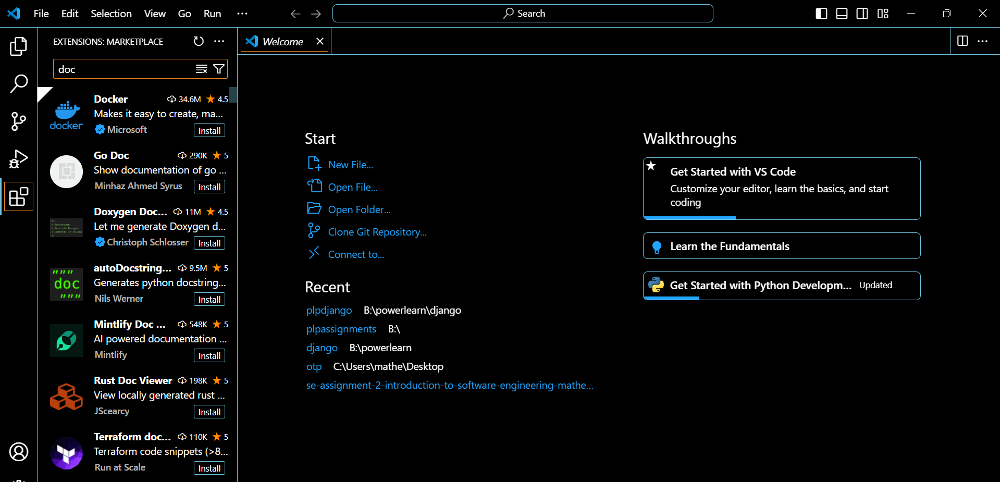 File Edit Selection View Go Run ···
Search
EXTENSIONS: MARKETPLACE
doc
Docker 34.6M 4.5
Makes it easy to create, ma...
Microsoft Install
docker
Go Doc 290K 5
Show documentation of go ...
Minhaz Ahmed Syrus Install
Doxygen Doc... 11M 4.5
Let me generate Doxygen d...
Christoph Schlosser Install
autoDocstring... 9.5M 5
Generates python docstring...
Nils Werner Install
"""
doc
"""
Mintlify Doc ... 548K 5
AI powered documentation ...
Mintlify Install
Rust Doc Viewer 198K 5
View locally generated rust ...
JScearcy Install
Terraform doc... 110K 5
Terraform code snippets (>8...
Run at Scale Install
Welcome
Start
New File...
Open File...
Open Folder...
Clone Git Repository...
Connect to...
Recent
plpdjango B:\powerlearn\django
plpassignments B:\
django B:\powerlearn
otp C:\Users\mathe\Desktop
se-assignment-2-introduction-to-software-engineering-mathe...
Walkthroughs
Get Started with VS Code
Customize your editor, learn the basics, and start
coding
Learn the Fundamentals
Get Started with Python Developm... Updated